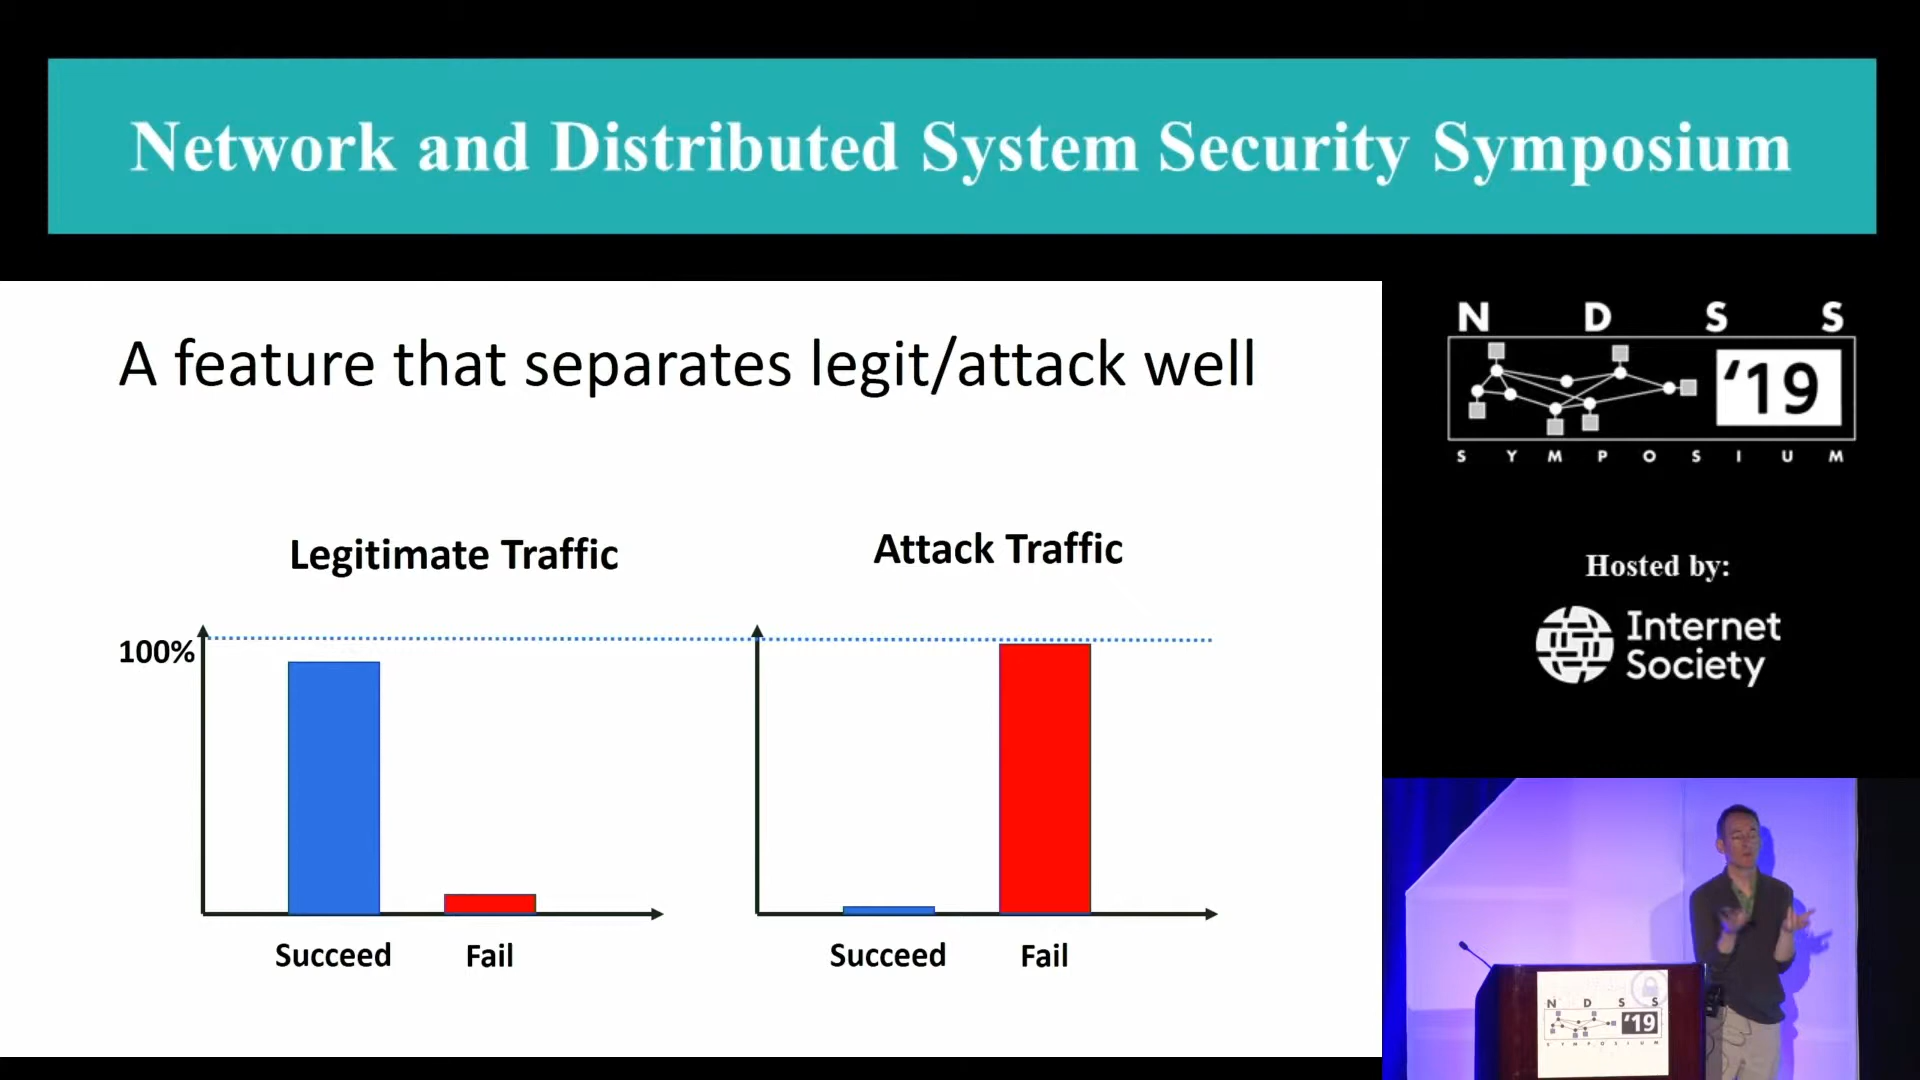 Network and Distributed System Security Symposium
A feature that separates legit/attack well
Legitimate Traffic
Attack Traffic
100%
Succeed
Fail
Succeed
Fail
N D S S
'19
S Y M P O S I U M
Hosted by:
Internet
Society
N D S S
'19
S Y M P O S I U M